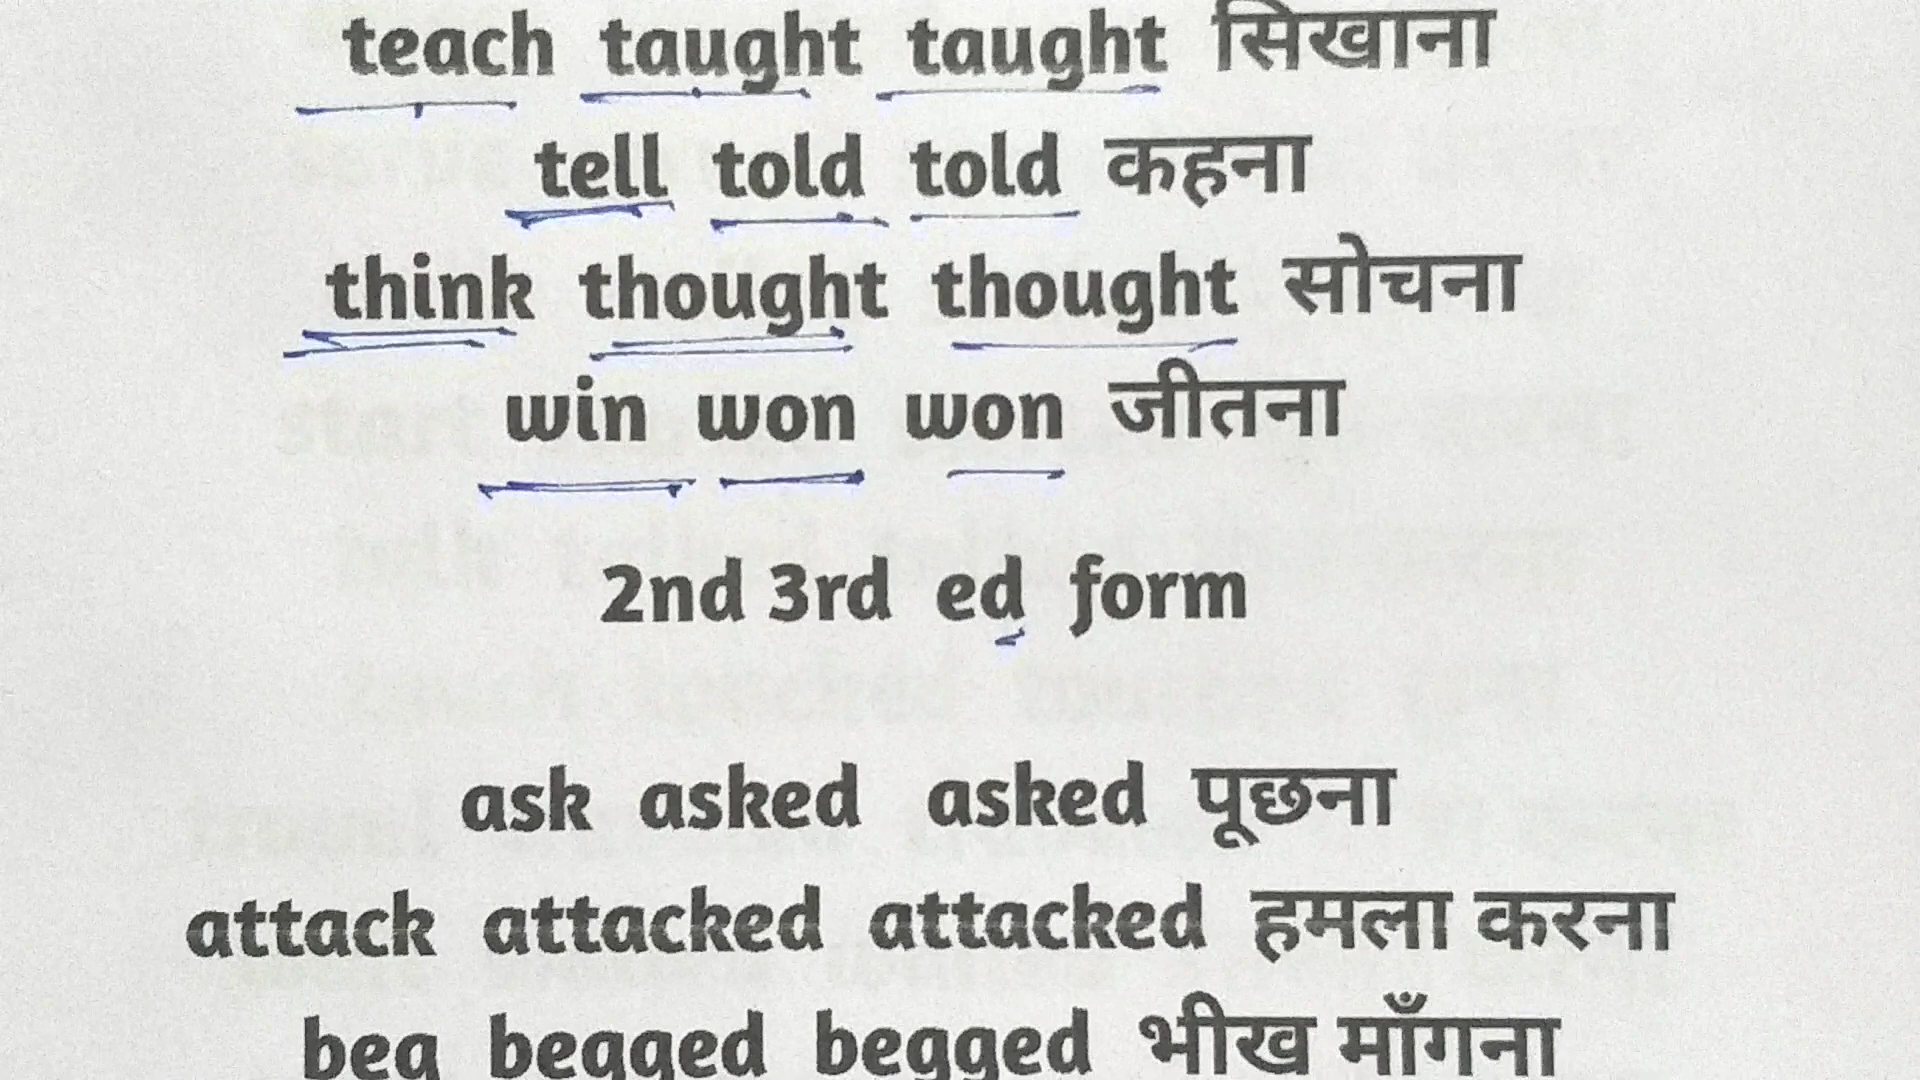 teach taught taught सिखाना
tell told told कहना
think thought thought सोचना
win won won जीतना
2nd 3rd ed form
ask asked asked पूछना
attack attacked attacked हमला करना
beg begged begged भीख माँगना